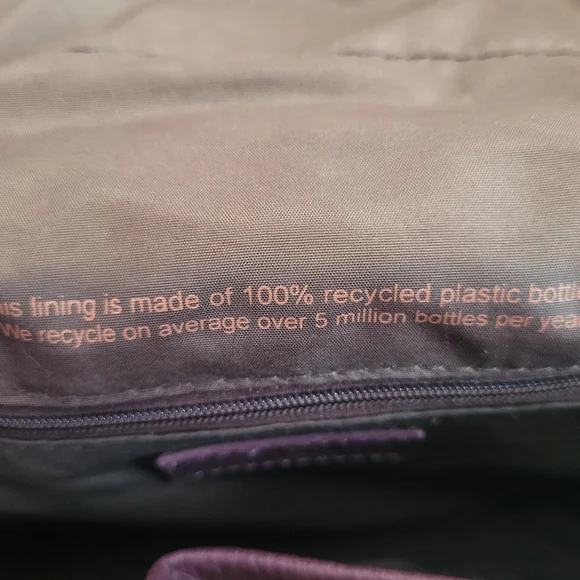 is lining is made of 100% recycled plastic bottl
We recycle on average over 5 million bottles per yea